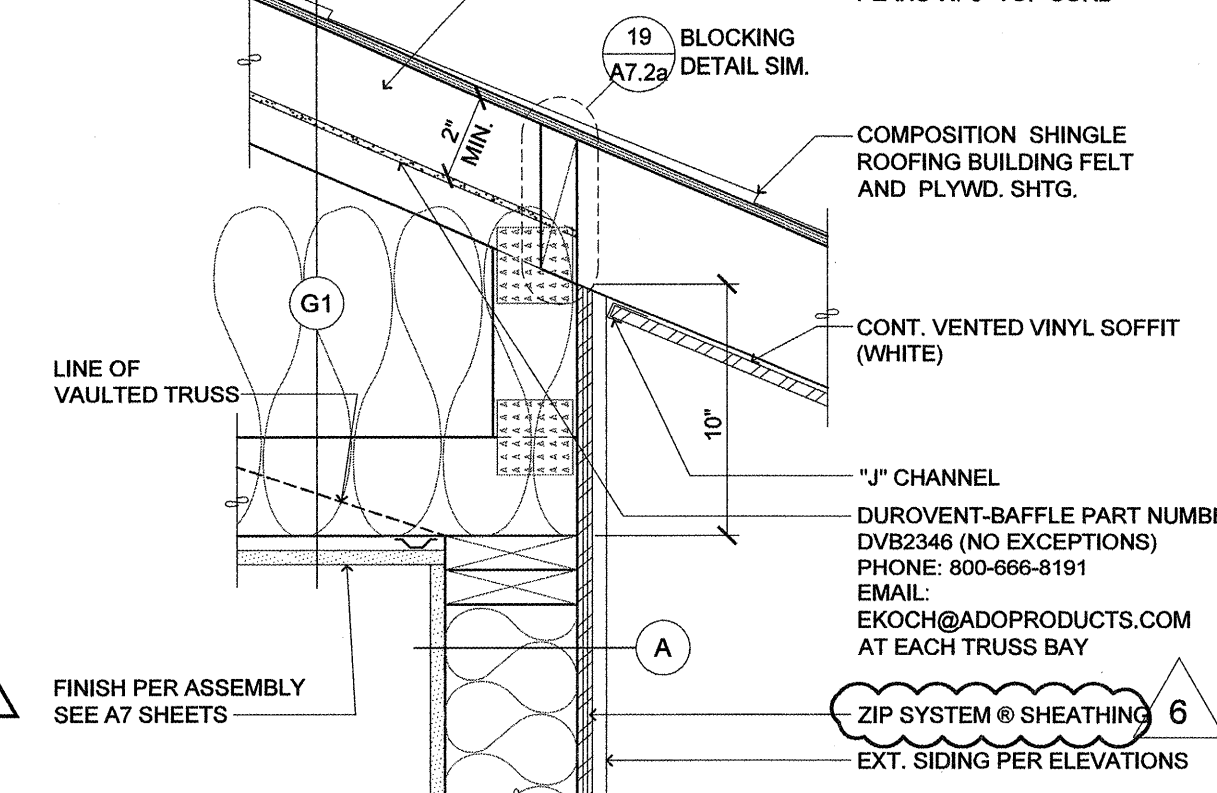 19
A7.2a
BLOCKING
DETAIL SIM.
2"
MIN.
COMPOSITION SHINGLE
ROOFING BUILDING FELT
AND PLYWD. SHTG.
G1
CONT. VENTED VINYL SOFFIT
(WHITE)
LINE OF
VAULTED TRUSS
10"
"J" CHANNEL
DUROVENT-BAFFLE PART NUMBE
DVB2346 (NO EXCEPTIONS)
PHONE: 800-666-8191
EMAIL:
EKOCH@ADOPRODUCTS.COM
AT EACH TRUSS BAY
A
FINISH PER ASSEMBLY
SEE A7 SHEETS
ZIP SYSTEM ® SHEATHING
6
EXT. SIDING PER ELEVATIONS